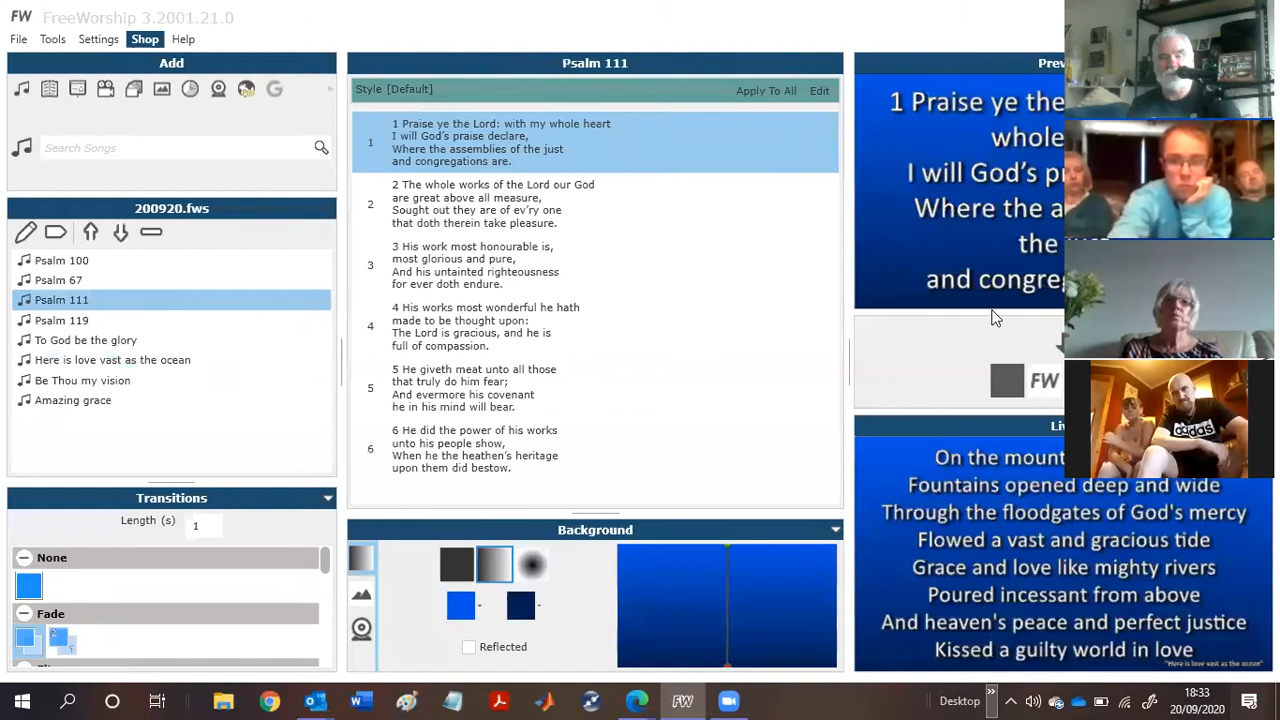 FW FreeWorship 3.2001.21.0
File Tools Settings Shop Help
Add
Search Songs
200920.fws
Psalm 100
Psalm 67
Psalm 111
Psalm 119
To God be the glory
Here is love vast as the ocean
Be Thou my vision
Amazing grace
Transitions
Length (s) 1
None
Fade
Psalm 111
Style [Default] Apply To All Edit
1 1 Praise ye the Lord: with my whole heart
I will God's praise declare,
Where the assemblies of the just
and congregations are.
2 2 The whole works of the Lord our God
are great above all measure,
Sought out they are of ev'ry one
that doth therein take pleasure.
3 3 His work most honourable is,
most glorious and pure,
And his untainted righteousness
for ever doth endure.
4 4 His works most wonderful he hath
made to be thought upon:
The Lord is gracious, and he is
full of compassion.
5 5 He giveth meat unto all those
that truly do him fear;
And evermore his covenant
he in his mind will bear.
6 6 He did the power of his works
unto his people show,
When he the heathen's heritage
upon them did bestow.
Background
Reflected
Prev
1 Praise ye the
whole
I will God's p
Where the a
the
and congre
FW
Li
adidas
On the mount
Fountains opened deep and wide
Through the floodgates of God's mercy
Flowed a vast and gracious tide
Grace and love like mighty rivers
Poured incessant from above
And heaven's peace and perfect justice
Kissed a guilty world in love
"Here is love vast as the ocean"
FW
Desktop
18:33
20/09/2020